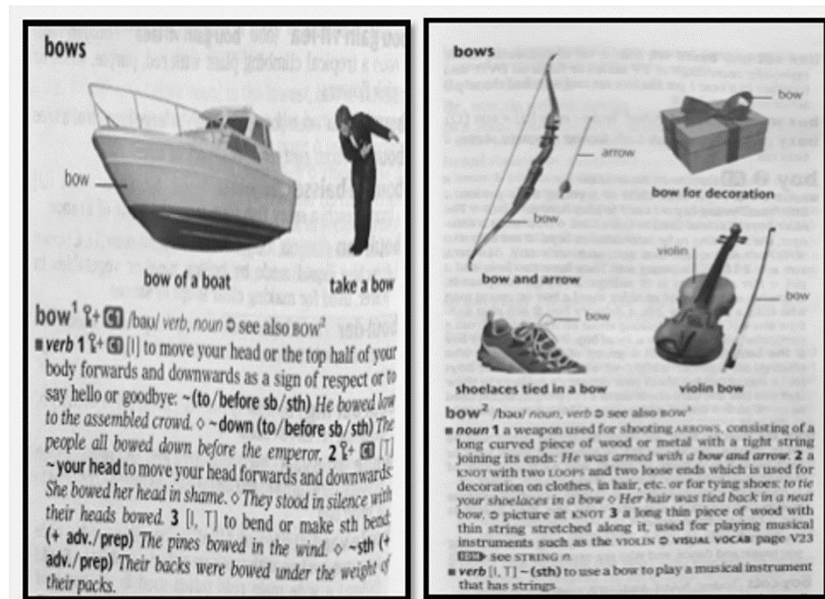 bows
bow
bow of a boat
take a bow
bow¹ /baʊ/ verb, noun ➲ see also BOW²
■ verb 1 [I] to move your head or the top half of your
body forwards and downwards as a sign of respect or to
say hello or goodbye: ~(to/before sb/sth) He bowed low
to the assembled crowd. ◇ ~down (to/before sb/sth) The
people all bowed down before the emperor. 2 [T]
~your head to move your head forwards and downwards:
She bowed her head in shame. ◇ They stood in silence with
their heads bowed. 3 [I, T] to bend or make sth bend
(+ adv./prep) The pines bowed in the wind. ◇ ~sth (+
adv./prep) Their backs were bowed under the weight of
their packs.
bows
bow
arrow
bow
bow for decoration
bow and arrow
violin
bow
bow
shoelaces tied in a bow
violin bow
bow² /bəʊ/ noun, verb ➲ see also BOW¹
■ noun 1 a weapon used for shooting ARROWS, consisting of a
long curved piece of wood or metal with a tight string
joining its ends: He was armed with a bow and arrow. 2 a
KNOT with two LOOPS and two loose ends which is used for
decoration on clothes, in hair, etc. or for tying shoes: to tie
your shoelaces in a bow ◇ Her hair was tied back in a neat
bow. ➲ picture at KNOT 3 a long thin piece of wood with
thin string stretched along it, used for playing musical
instruments such as the VIOLIN ➲ VISUAL VOCAB page V23
IDM SEE STRING n.
■ verb [I, T] ~(sth) to use a bow to play a musical instrument
that has strings